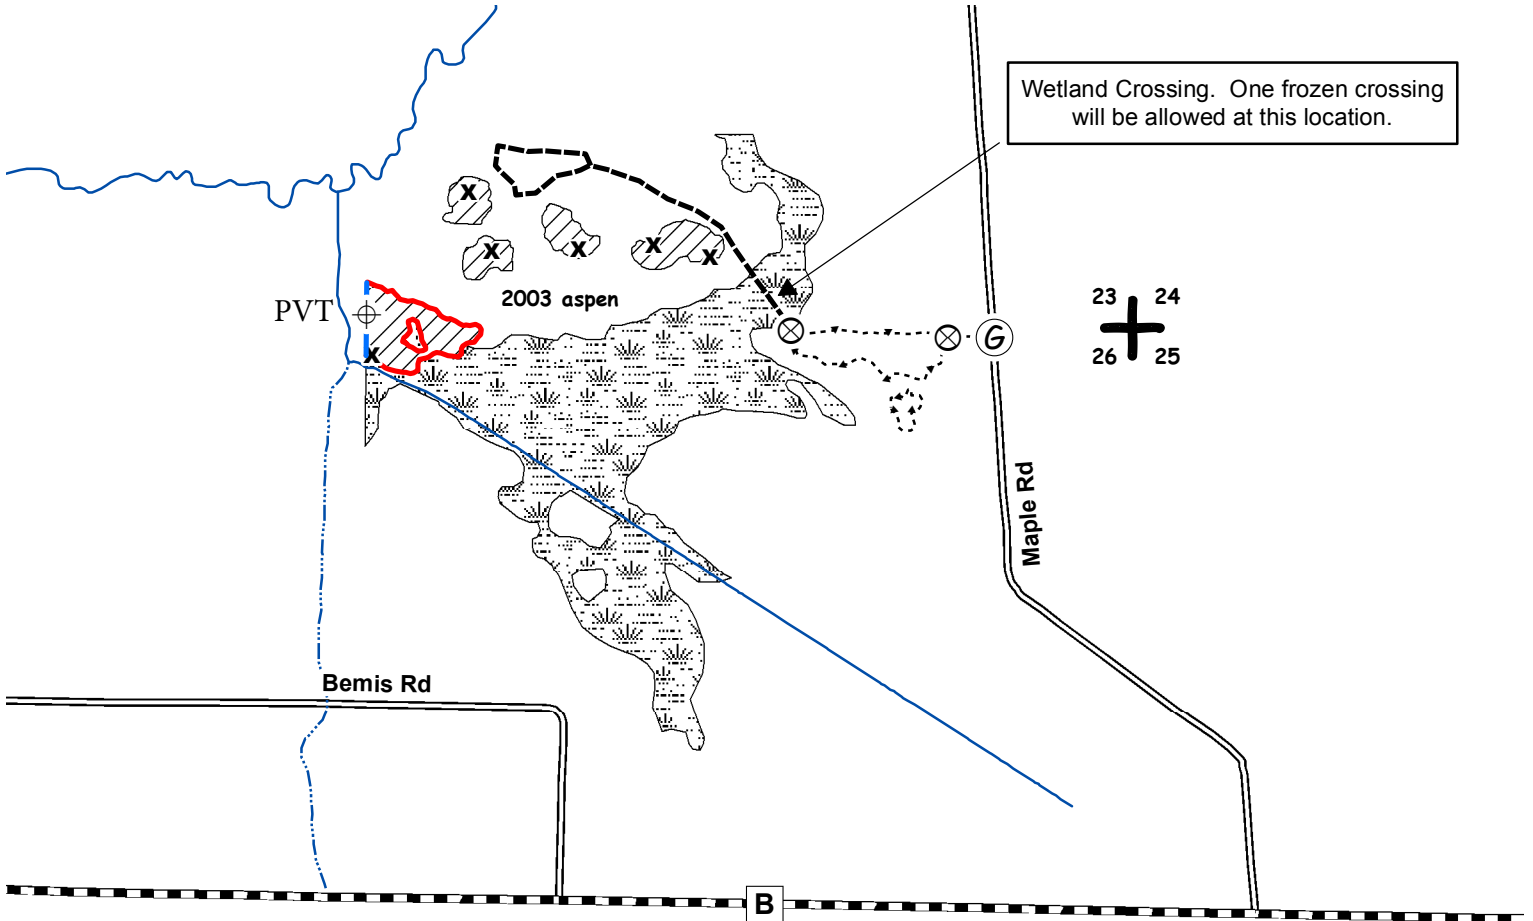 Wetland Crossing. One frozen crossing
will be allowed at this location.
X
X
X
X
X
2003 aspen
PVT
X
G
23 24
26 25
Maple Rd
Bemis Rd
B